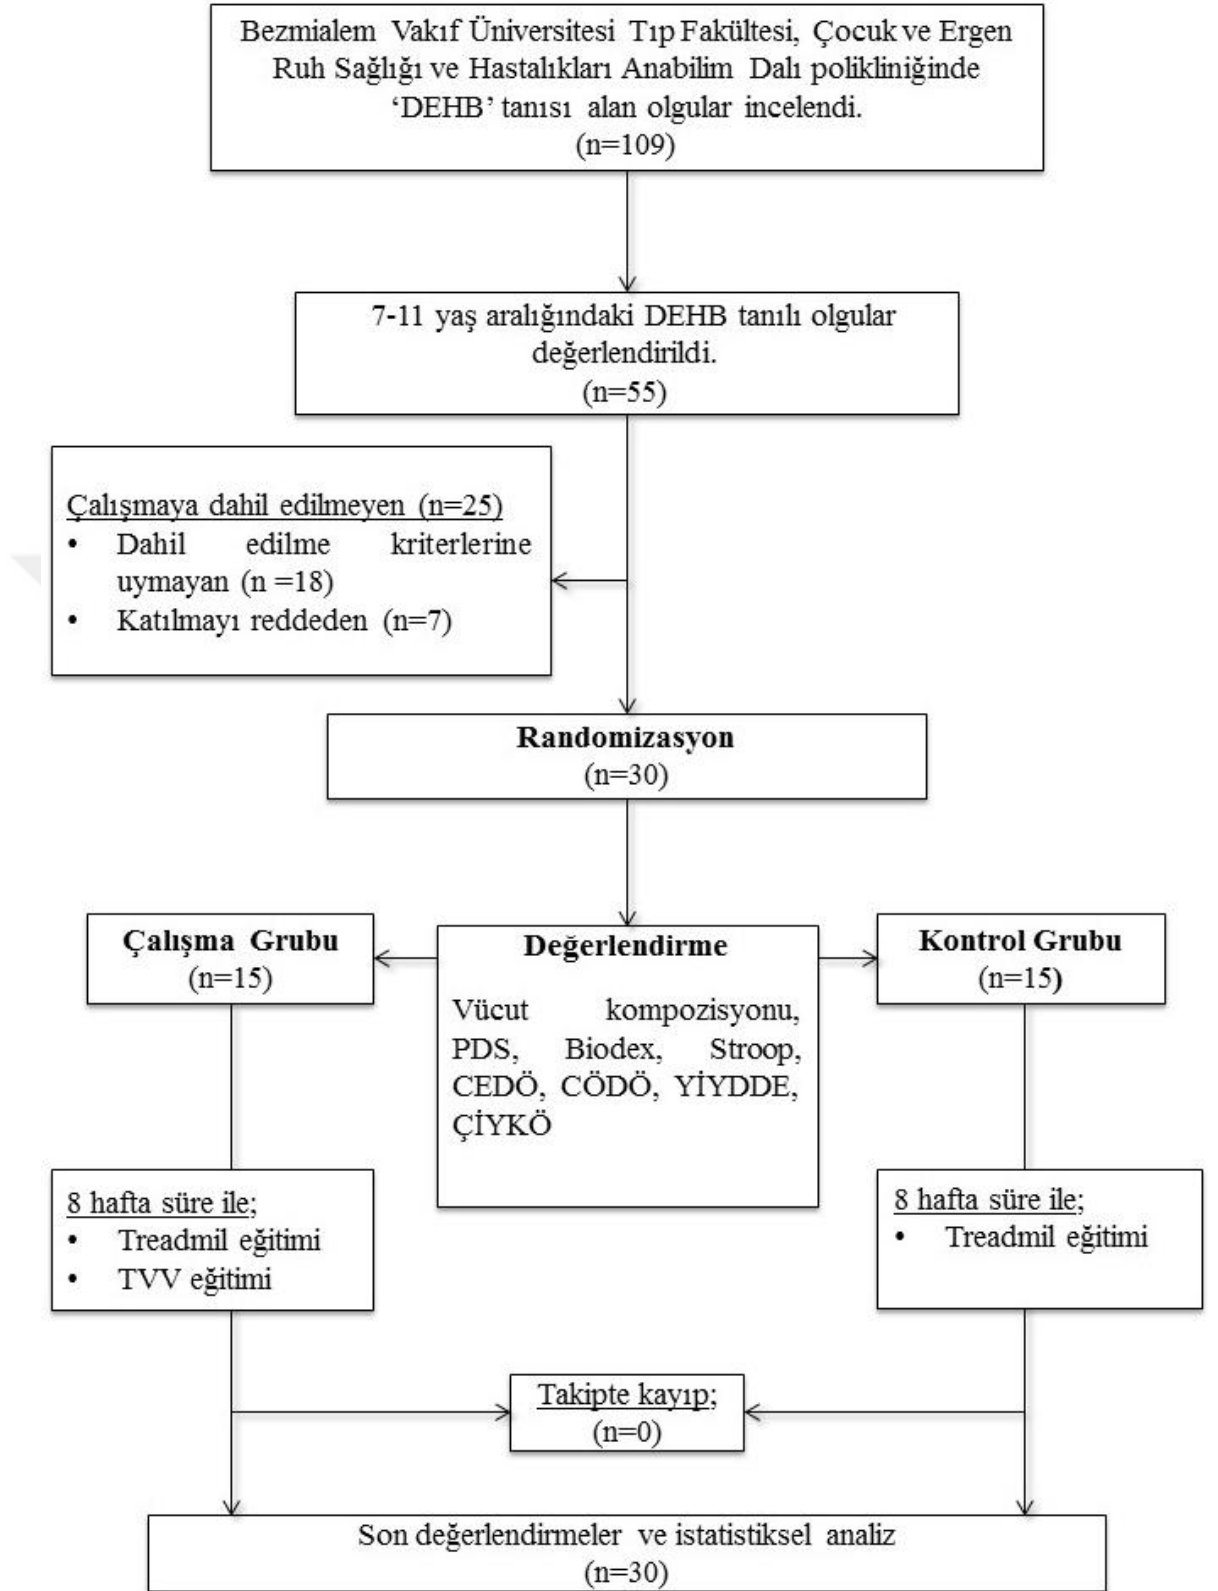 Bezmialem Vakıf Üniversitesi Tıp Fakültesi, Çocuk ve Ergen
Ruh Sağlığı ve Hastalıkları Anabilim Dalı polikliniğinde
‘DEHB’ tanısı alan olgular incelendi.
(n=109)
7-11 yaş aralığındaki DEHB tanılı olgular
değerlendirildi.
(n=55)
Çalışmaya dahil edilmeyen (n=25)
• Dahil edilme kriterlerine
uymayan (n =18)
• Katılmayı reddeden (n=7)
Randomizasyon
(n=30)
Çalışma Grubu
(n=15)
Değerlendirme
Vücut kompozisyonu,
PDS, Biodex, Stroop,
CEDÖ, CÖDÖ, YİYDDE,
ÇİYKÖ
Kontrol Grubu
(n=15)
8 hafta süre ile;
• Treadmil eğitimi
• TVV eğitimi
8 hafta süre ile;
• Treadmil eğitimi
Takipte kayıp;
(n=0)
Son değerlendirmeler ve istatistiksel analiz
(n=30)